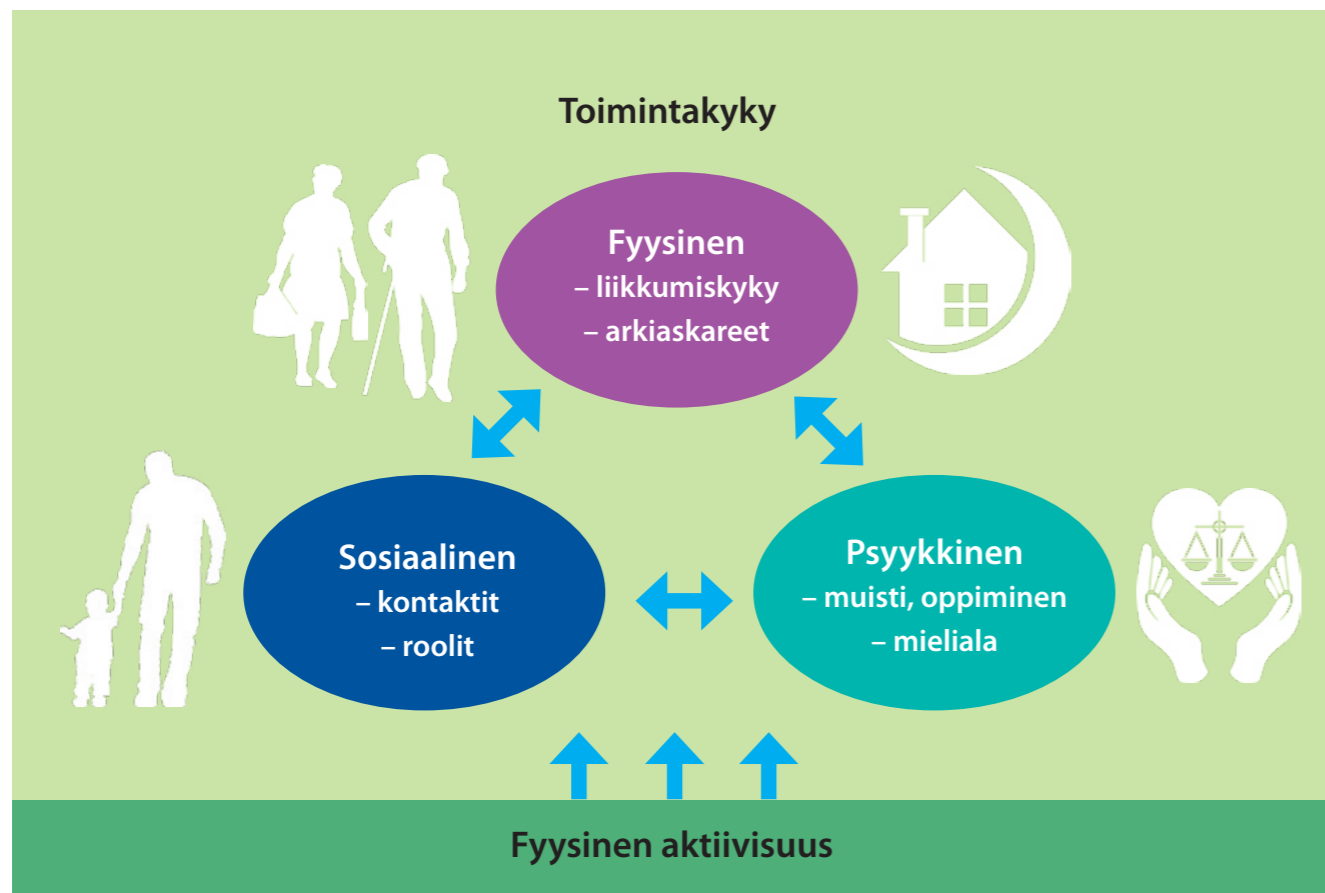 Toimintakyky
Fyysinen
– liikkumiskyky
– arkiaskareet
Sosiaalinen
– kontaktit
– roolit
Psyykkinen
– muisti, oppiminen
– mieliala
Fyysinen aktiivisuus